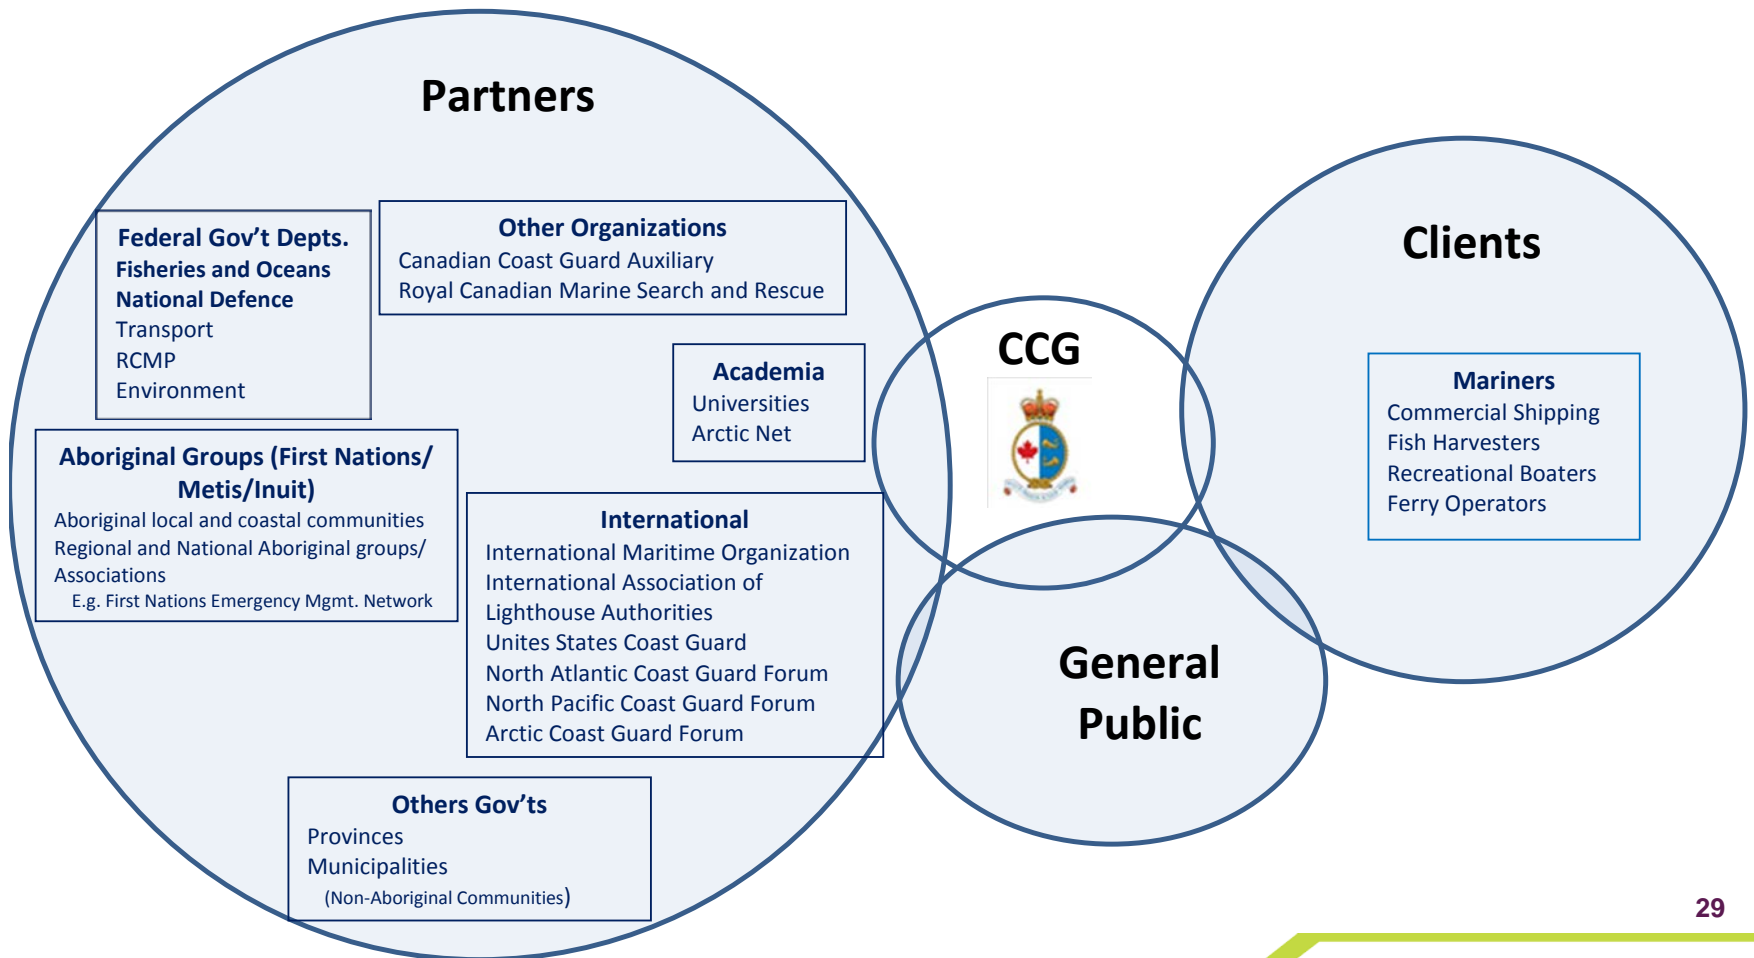 Partners
Federal Gov't Depts.
Fisheries and Oceans
National Defence
Transport
RCMP
Environment
Other Organizations
Canadian Coast Guard Auxiliary
Royal Canadian Marine Search and Rescue
Academia
Universities
Arctic Net
Aboriginal Groups (First Nations/
Metis/Inuit)
Aboriginal local and coastal communities
Regional and National Aboriginal groups/
Associations
E.g. First Nations Emergency Mgmt. Network
International
International Maritime Organization
International Association of
Lighthouse Authorities
Unites States Coast Guard
North Atlantic Coast Guard Forum
North Pacific Coast Guard Forum
Arctic Coast Guard Forum
Others Gov'ts
Provinces
Municipalities
(Non-Aboriginal Communities)
CCG
General
Public
Clients
Mariners
Commercial Shipping
Fish Harvesters
Recreational Boaters
Ferry Operators
29